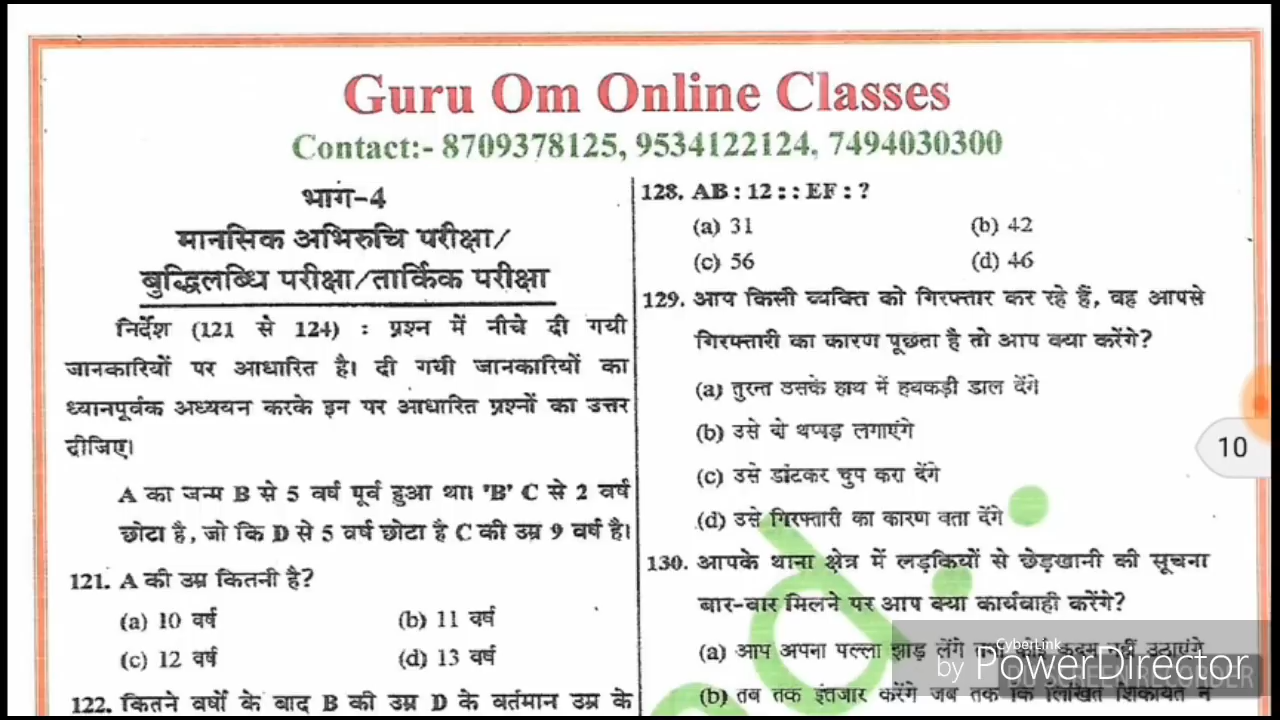 Guru Om Online Classes
Contact:- 8709378125, 9534122124, 7494030300
भाग-4
मानसिक अभिरुचि परीक्षा/
बुद्धिलब्धि परीक्षा/तार्किक परीक्षा
निर्देश (121 से 124) : प्रश्न में नीचे दी गयी
जानकारियों पर आधारित है। दी गयी जानकारियों का
ध्यानपूर्वक अध्ययन करके इन पर आधारित प्रश्नों का उत्तर
दीजिए।
A का जन्म B से 5 वर्ष पूर्व हुआ था। 'B' C से 2 वर्ष
छोटा है, जो कि D से 5 वर्ष छोटा है C की उम्र 9 वर्ष है।
121. A की उम्र कितनी है?
(a) 10 वर्ष (b) 11 वर्ष
(c) 12 वर्ष (d) 13 वर्ष
122. कितने वर्षों के बाद B की उम्र D के वर्तमान उम्र के
128. AB : 12 : : EF : ?
(a) 31 (b) 42
(c) 56 (d) 46
129. आप किसी व्यक्ति को गिरफ्तार कर रहे हैं, वह आपसे
गिरफ्तारी का कारण पूछता है तो आप क्या करेंगे?
(a) तुरन्त उसके हाथ में हथकड़ी डाल देंगे
(b) उसे दो थप्पड़ लगाएंगे
(c) उसे डांटकर चुप करा देंगे
(d) उसे गिरफ्तारी का कारण बता देंगे
130. आपके थाना क्षेत्र में लड़कियों से छेड़खानी की सूचना
बार-बार मिलने पर आप क्या कार्यवाही करेंगे?
(a) आप अपना पल्ला झाड़ लेंगे कदम नहीं उठाएंगे
(b) तब तक इंतजार करेंगे जब तक कि लिखित शिकायत न
10
CyberLink
by PowerDirector